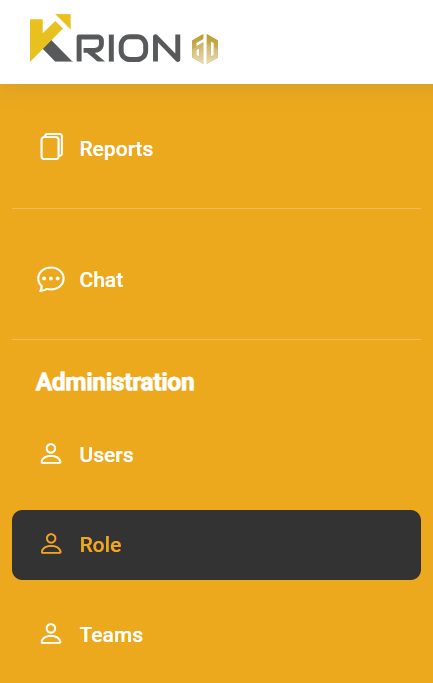 KRION 6D
Reports
Chat
Administration
Users
Role
Teams